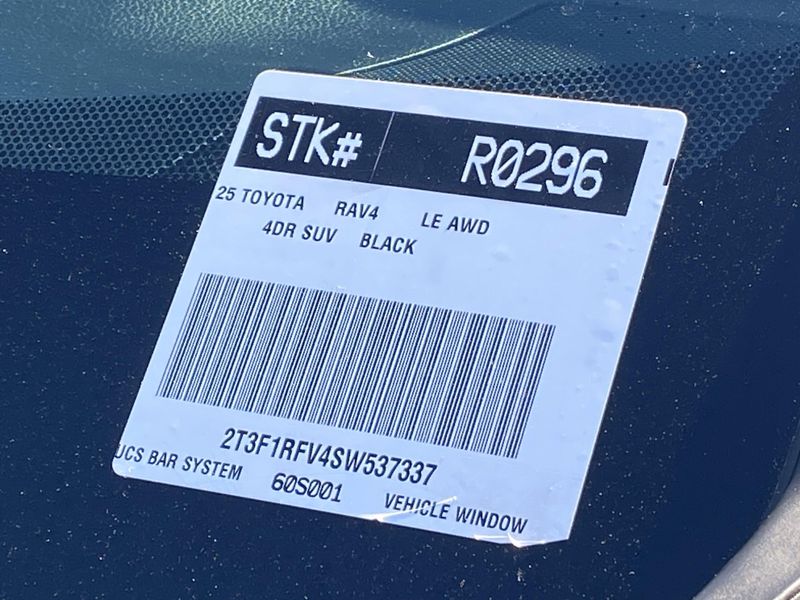 STK# R0296
25 TOYOTA RAV4 LE AWD
4DR SUV BLACK
2T3F1RFV4SW537337
UCS BAR SYSTEM 60S001 VEHICLE WINDOW